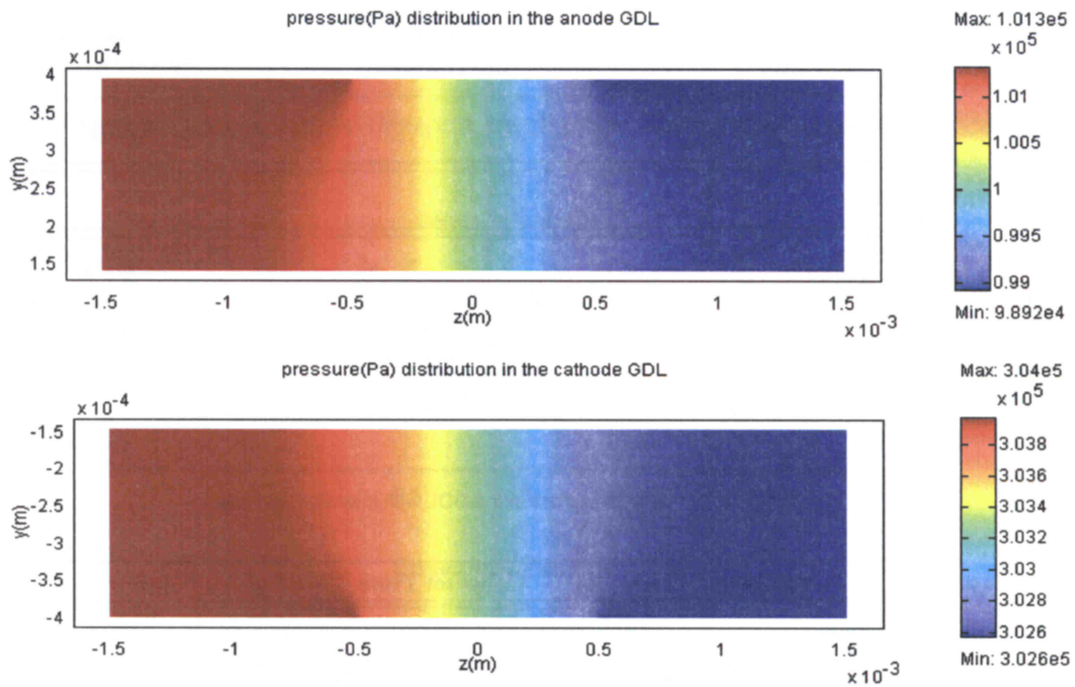 pressure(Pa) distribution in the anode GDL
Max: 1.013e5
x 10^-4
x 10^5
4
3.5
3
2.5
2
1.5
y(m)
1.01
1.005
1
0.995
0.99
-1.5
-1
-0.5
0
0.5
1
1.5
z(m)
x 10^-3
Min: 9.892e4
pressure(Pa) distribution in the cathode GDL
Max: 3.04e5
x 10^-4
x 10^5
-1.5
-2
-2.5
-3
-3.5
-4
y(m)
3.038
3.036
3.034
3.032
3.03
3.028
3.026
-1.5
-1
-0.5
0
0.5
1
1.5
z(m)
x 10^-3
Min: 3.026e5